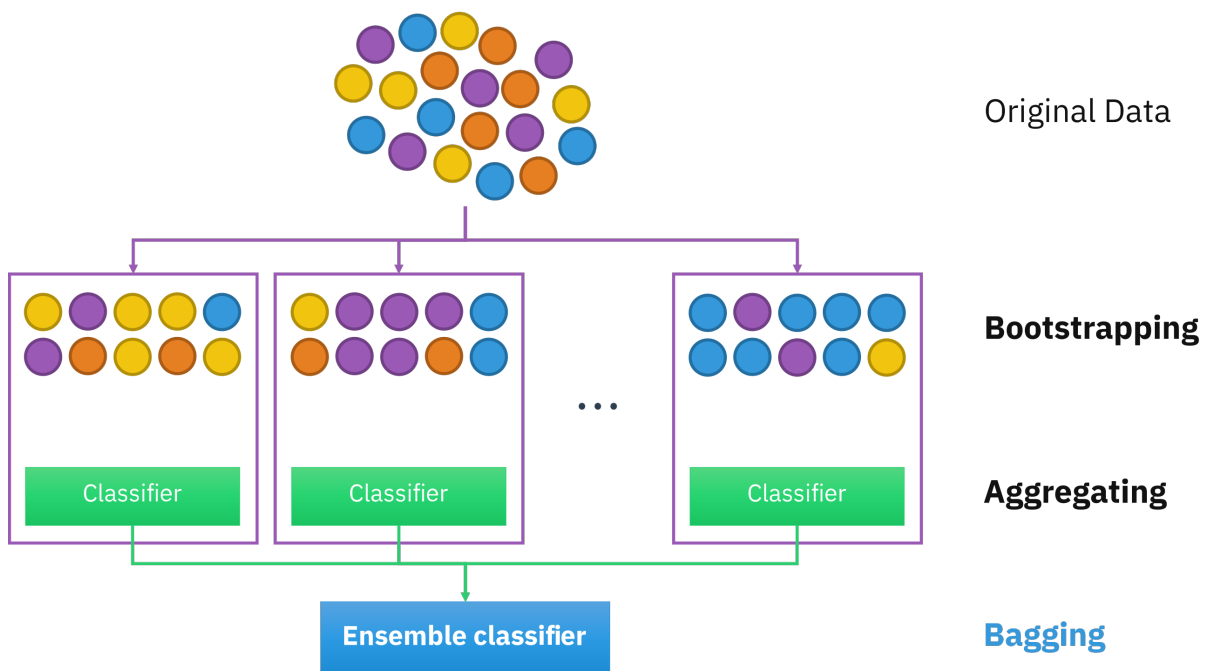 Original Data
Bootstrapping
...
Classifier
Classifier
Classifier
Aggregating
Ensemble classifier
Bagging